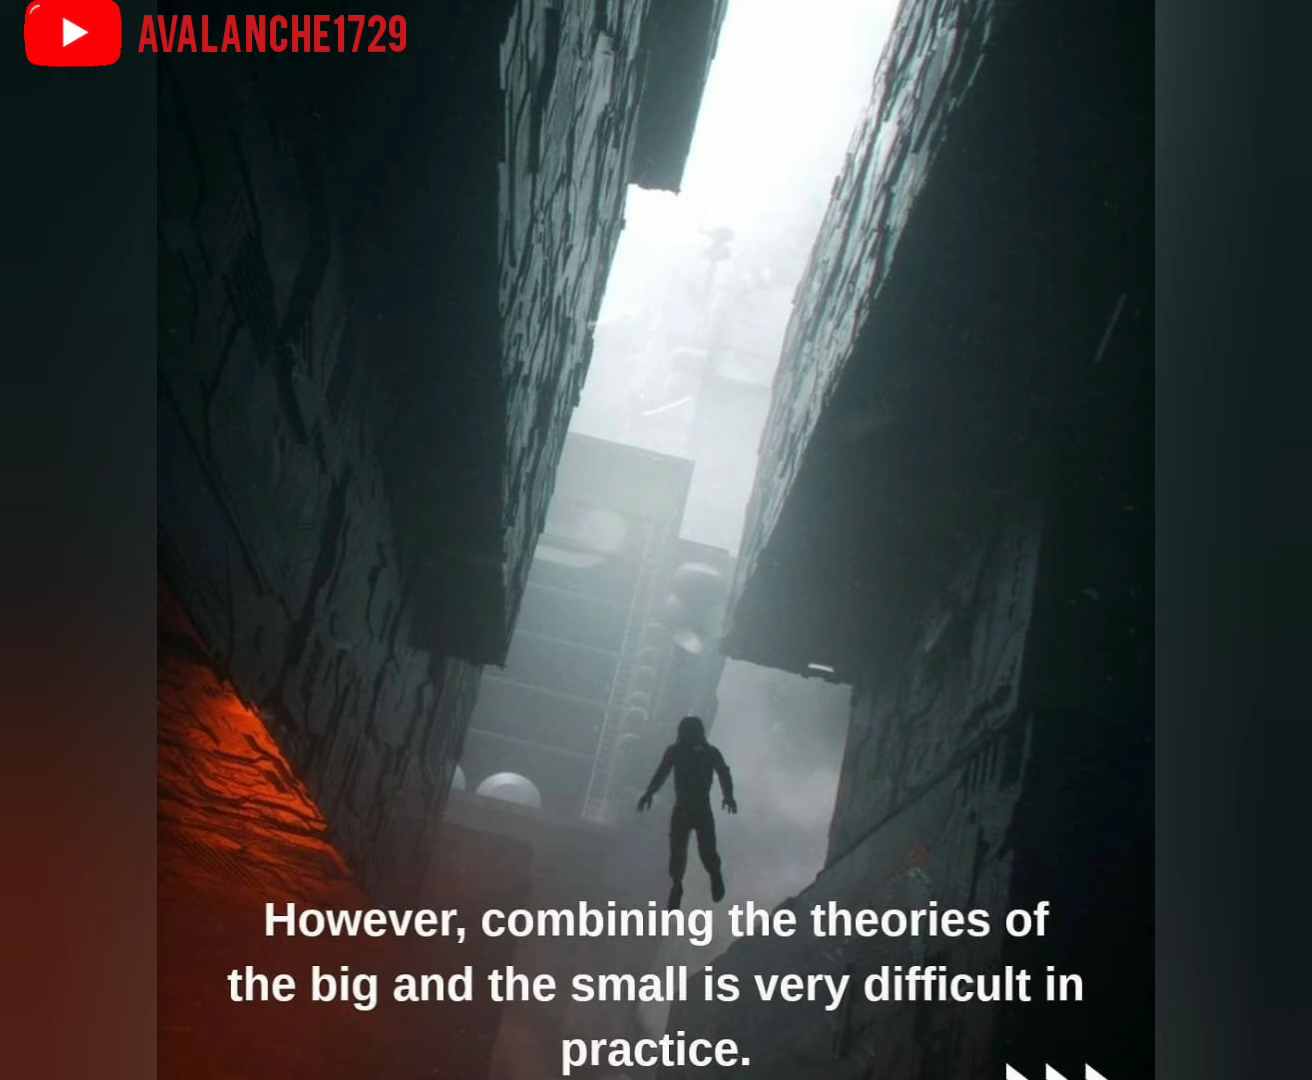 AVALANCHE1729
However, combining the theories of
the big and the small is very difficult in
practice.